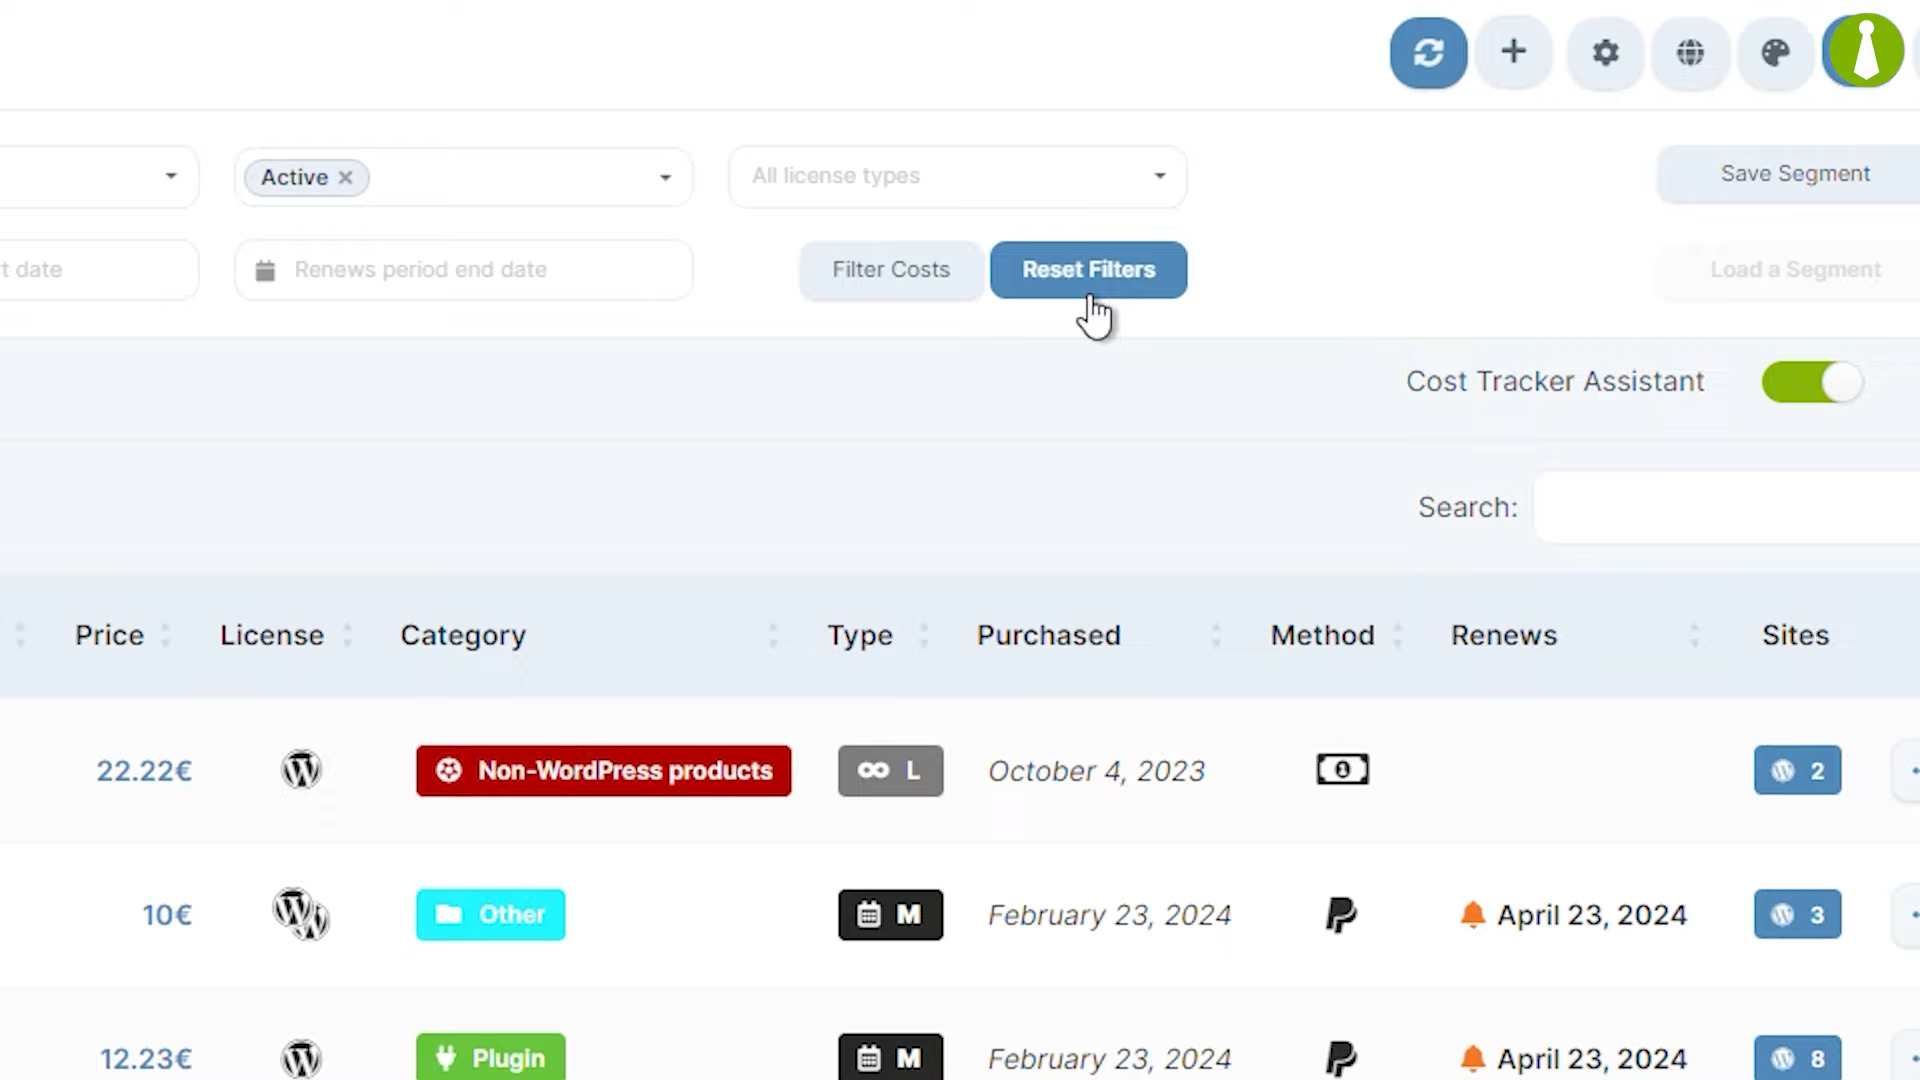 Active
All license types
Save Segment
t date
Renews period end date
Filter Costs
Reset Filters
Load a Segment
Cost Tracker Assistant
Search:
Price License Category Type Purchased Method Renews Sites
22.22€ Non-WordPress products L October 4, 2023 2
10€ Other M February 23, 2024 April 23, 2024 3
12.23€ Plugin M February 23, 2024 April 23, 2024 8